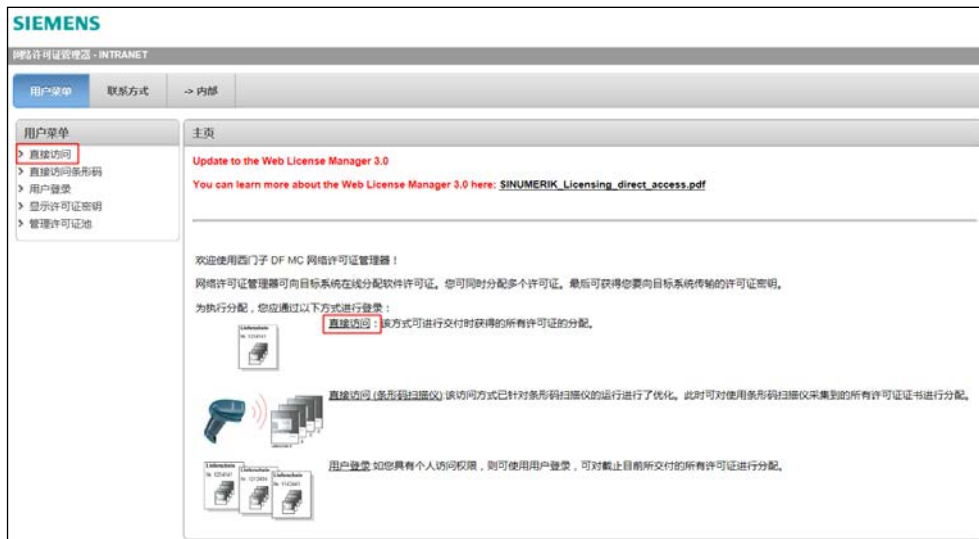 SIEMENS
网络许可证管理器 - INTRANET
用户菜单 联系方式 -> 内部
用户菜单
直接访问
直接访问条形码
用户登录
显示许可证密钥
管理许可证池
主页
Update to the Web License Manager 3.0
You can learn more about the Web License Manager 3.0 here: SINUMERIK_Licensing_direct_access.pdf
欢迎使用西门子 DF MC 网络许可证管理器！
网络许可证管理器可向目标系统在线分配软件许可证。您可同时分配多个许可证。最后可获得您要向目标系统传输的许可证密钥。
为执行分配，您应通过以下方式进行登录：
直接访问：该方式可进行交付时获得的所有许可证的分配。
Lieferschein
直接访问 (条形码扫描仪) 该访问方式已针对条形码扫描仪的运行进行了优化。此时可对使用条形码扫描仪采集到的所有许可证证书进行分配。
用户登录 如您具有个人访问权限，则可使用用户登录，可对截止目前所交付的所有许可证进行分配。
Lieferschein
Lieferschein
Lieferschein